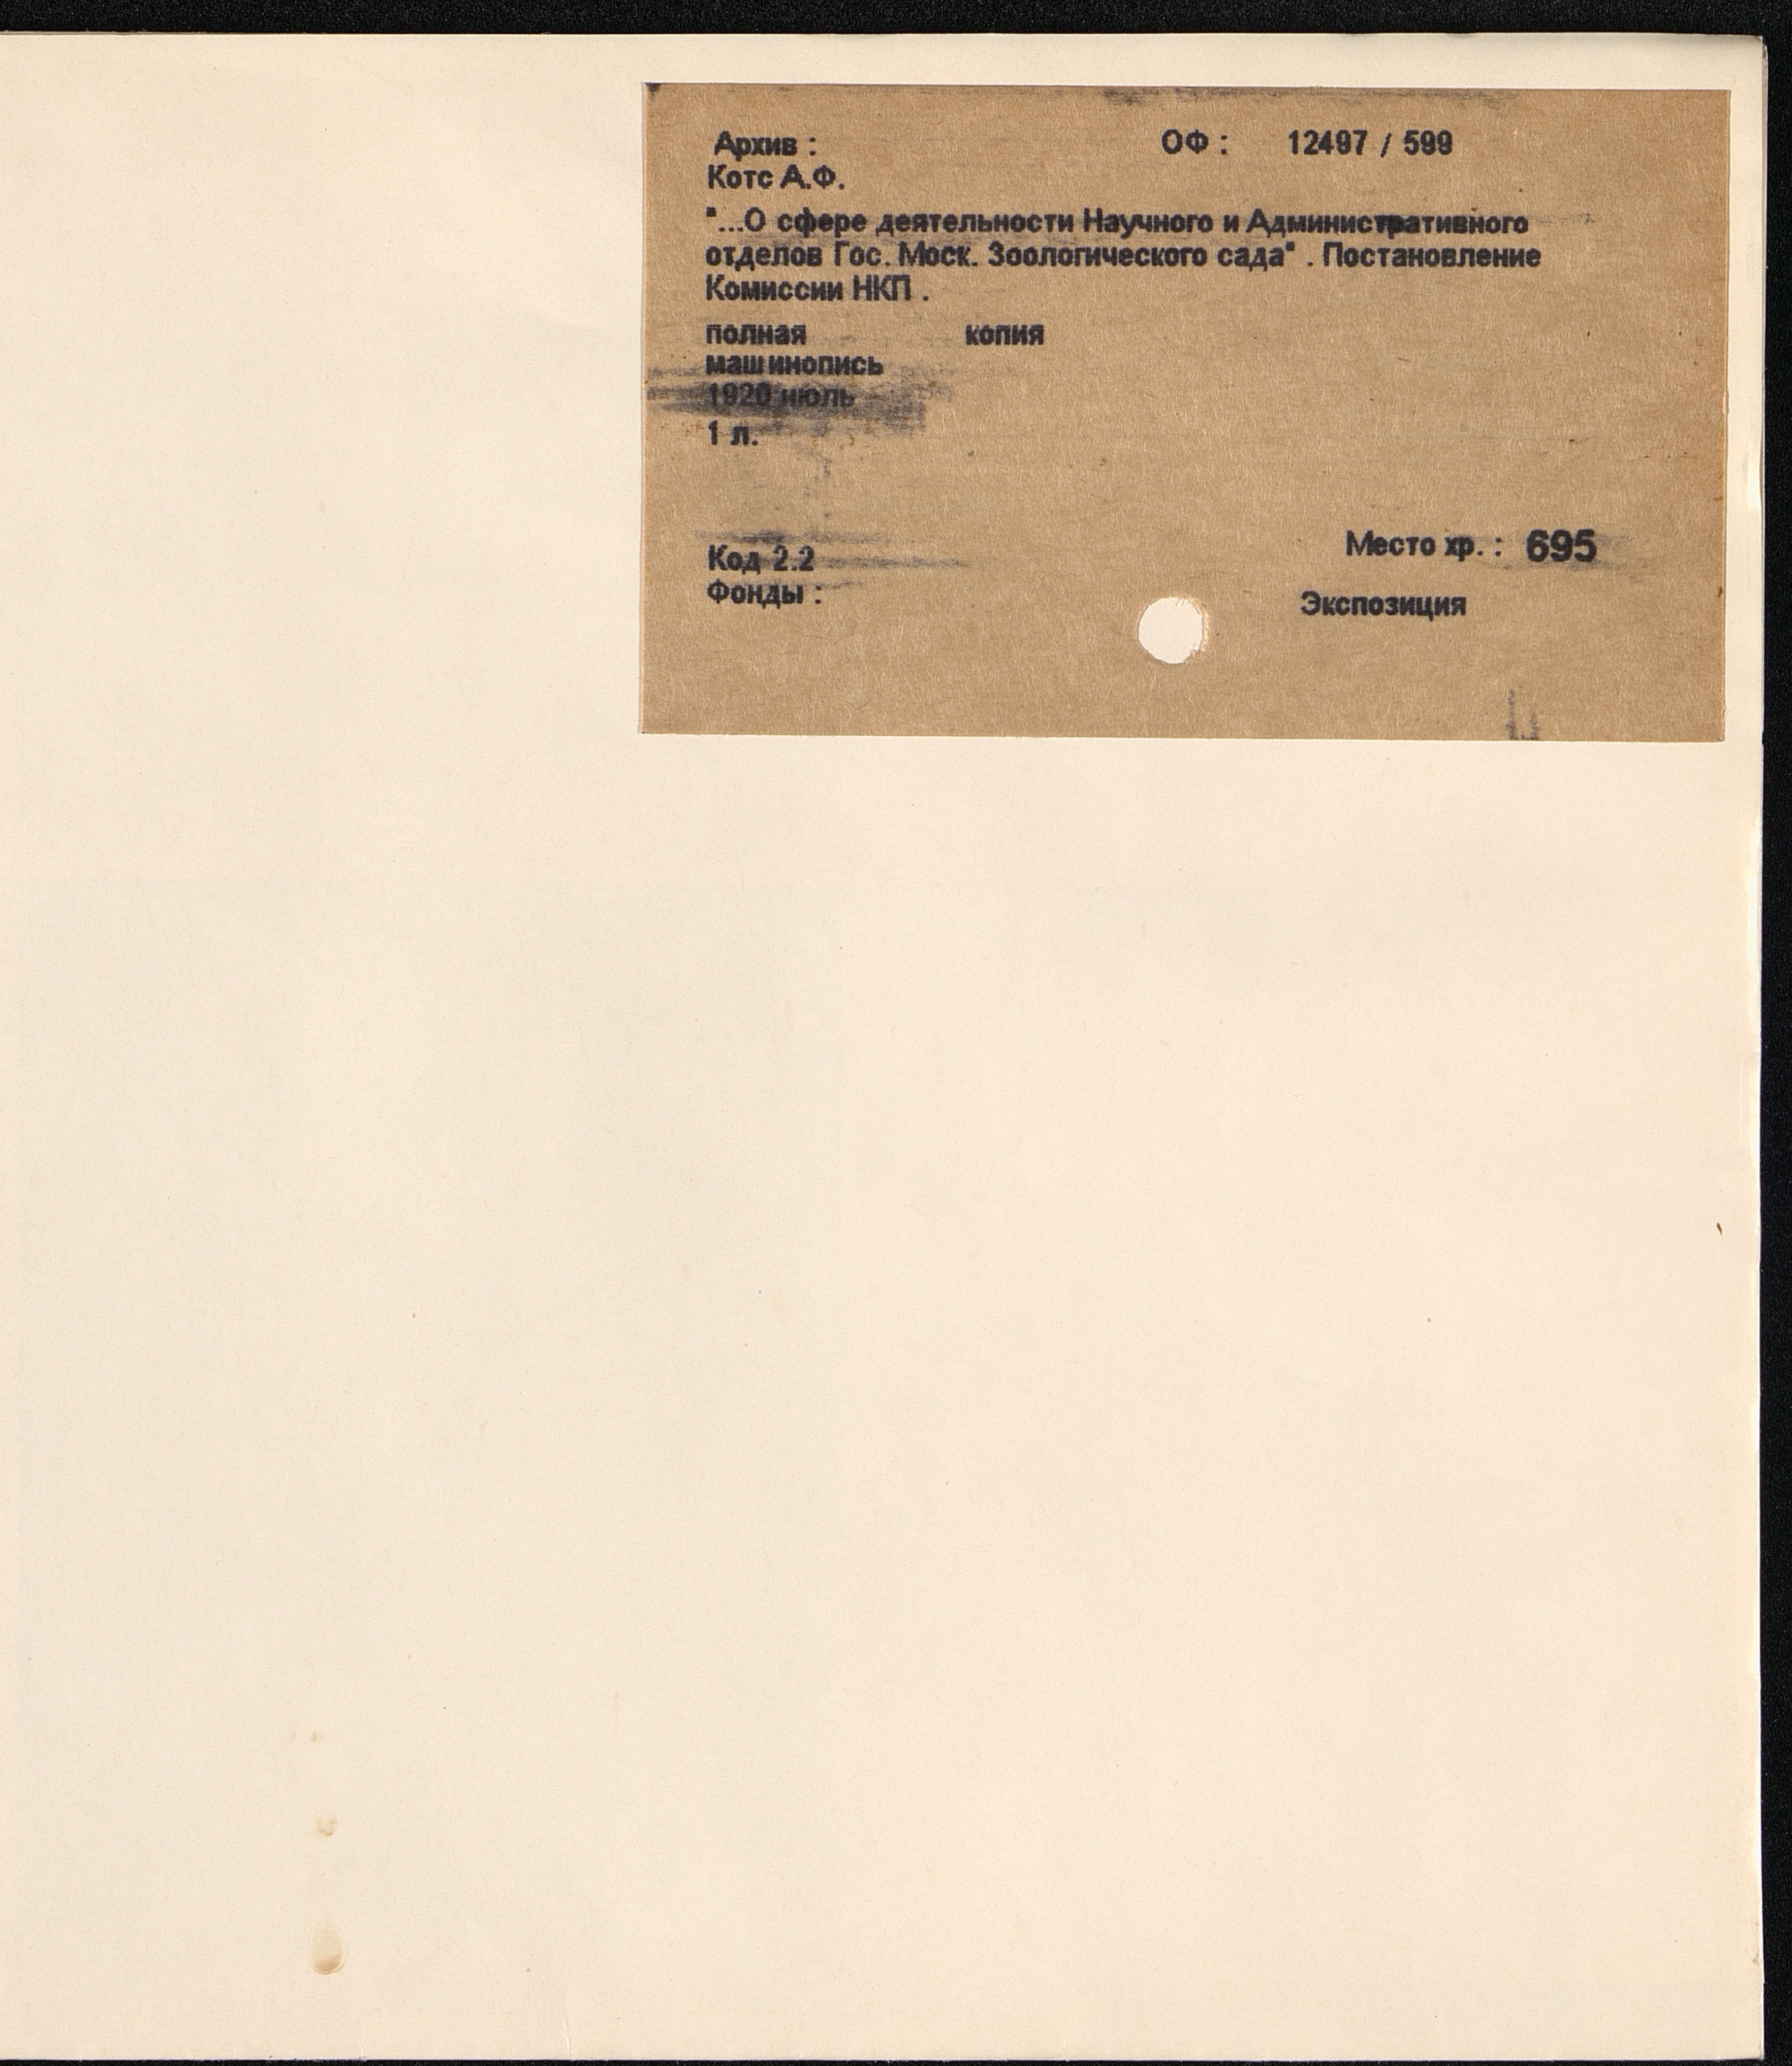 Архив : ОФ : 12497 / 599
Котс А.Ф.
"...О сфере деятельности Научного и Административного
отделов Гос. Моск. Зоологического сада" . Постановление
Комиссии НКП .
полная копия
машинопись
1920 июль
1 л.
Место хр. : 695
Код 2.2
Фонды :
Экспозиция